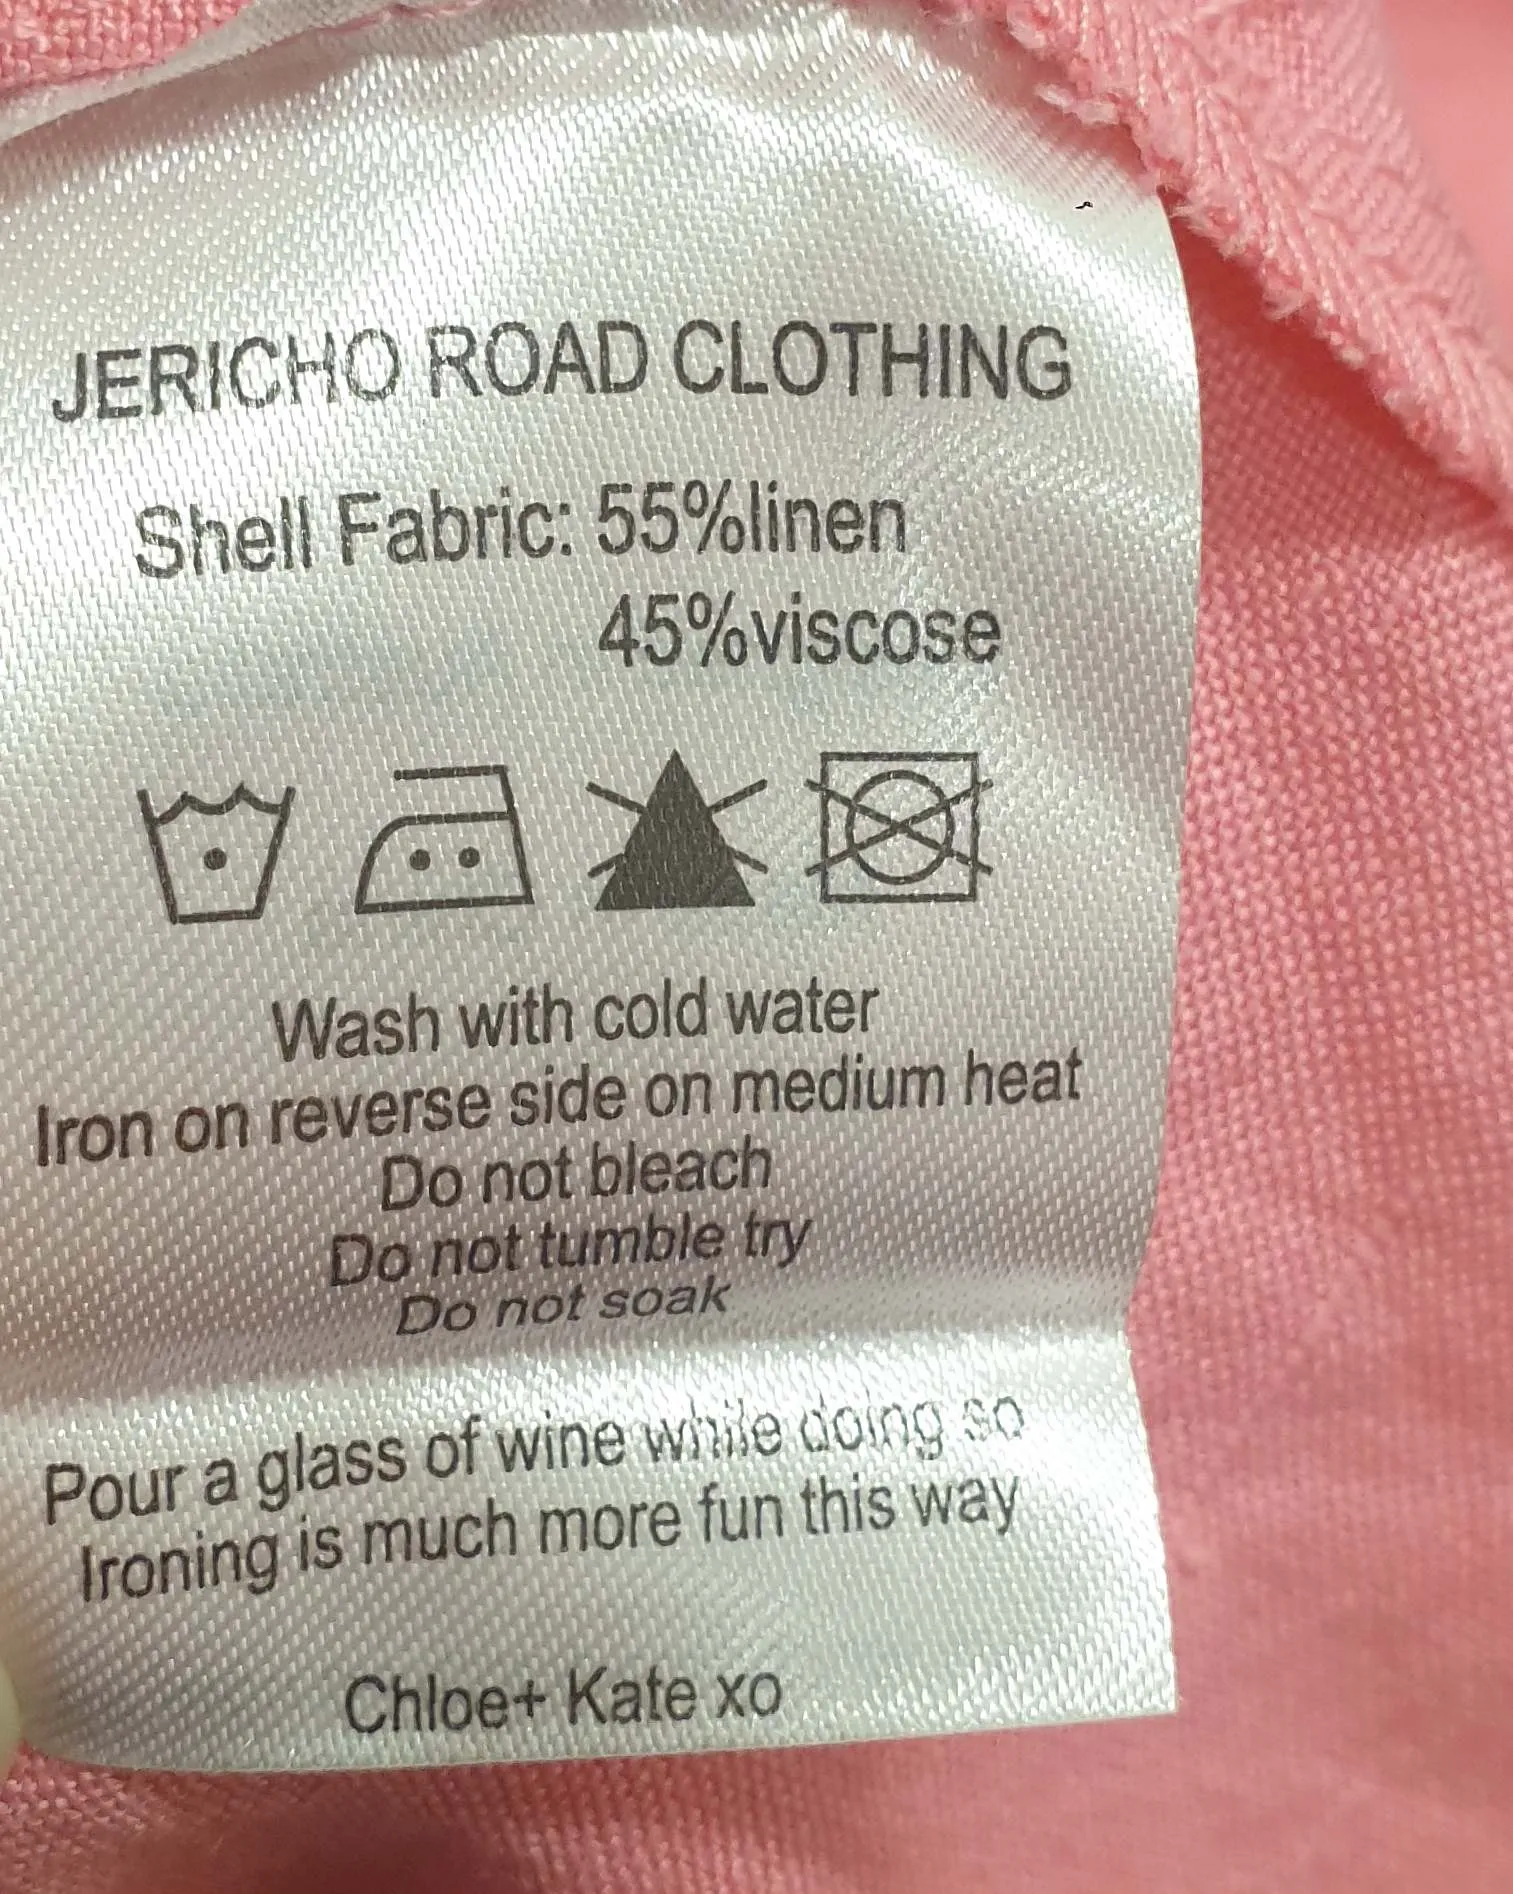 JERICHO ROAD CLOTHING
Shell Fabric: 55%linen
45%viscose
Wash with cold water
Iron on reverse side on medium heat
Do not bleach
Do not tumble try
Do not soak
Pour a glass of wine while doing so
Ironing is much more fun this way
Chloe+ Kate xo